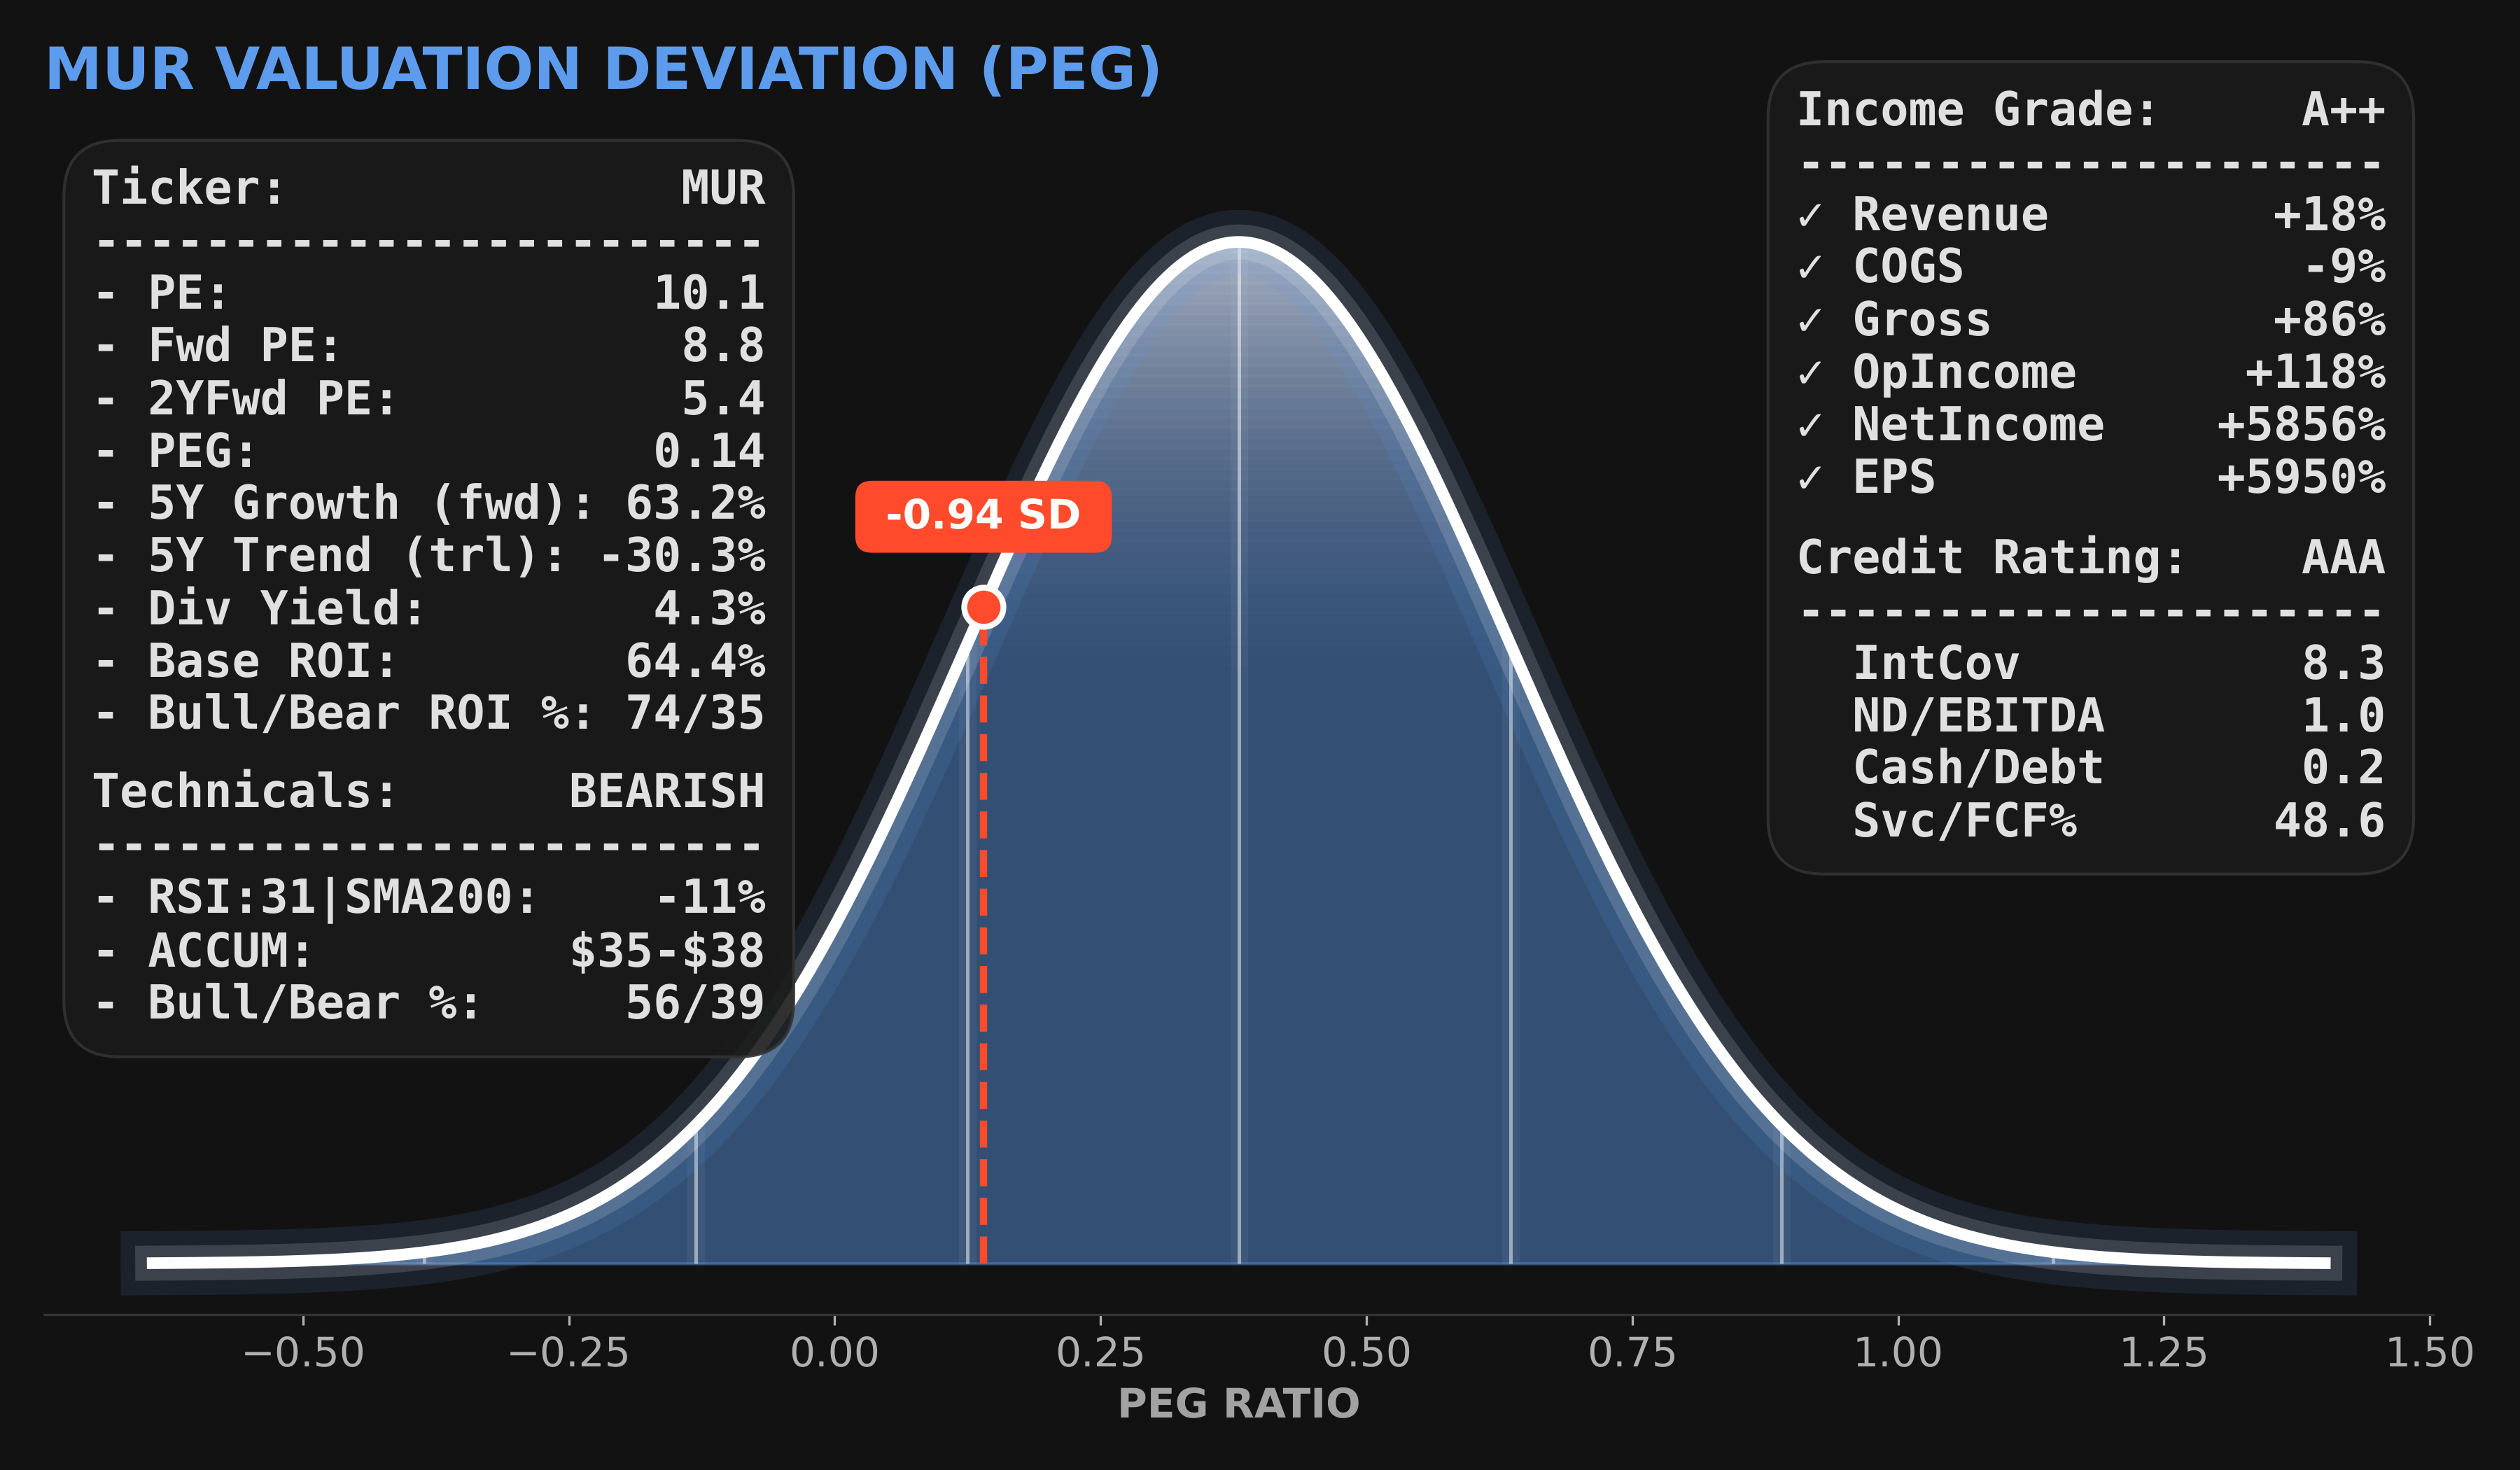 MUR VALUATION DEVIATION (PEG)
Ticker: MUR
------------------------
- PE: 10.1
- Fwd PE: 8.8
- 2YFwd PE: 5.4
- PEG: 0.14
- 5Y Growth (fwd): 63.2%
- 5Y Trend (trl): -30.3%
- Div Yield: 4.3%
- Base ROI: 64.4%
- Bull/Bear ROI %: 74/35
Technicals: BEARISH
------------------------
- RSI:31|SMA200: -11%
- ACCUM: $35-$38
- Bull/Bear %: 56/39
-0.94 SD
Income Grade: A++
---------------------
✓ Revenue +18%
✓ COGS -9%
✓ Gross +86%
✓ OpIncome +118%
✓ NetIncome +5856%
✓ EPS +5950%
Credit Rating: AAA
---------------------
IntCov 8.3
ND/EBITDA 1.0
Cash/Debt 0.2
Svc/FCF% 48.6
−0.50 −0.25 0.00 0.25 0.50 0.75 1.00 1.25 1.50
PEG RATIO